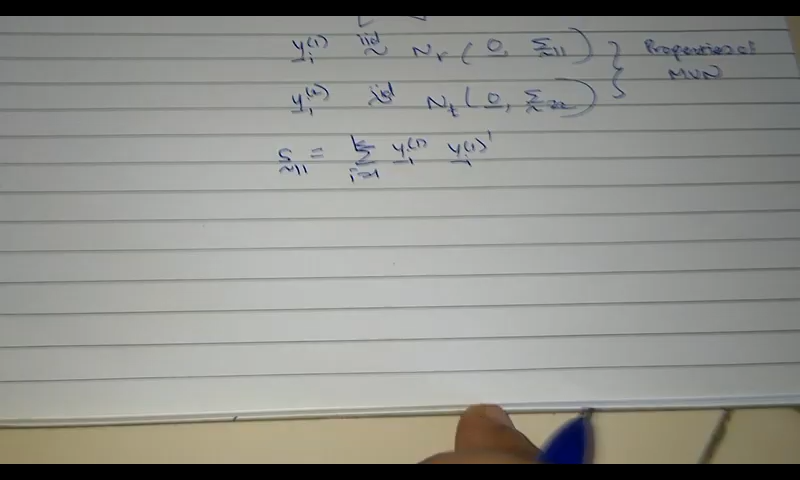 y_i^(1) iid ~ N_r ( 0, Σ_11 ) } Properties of
y_i^(2) iid ~ N_t ( 0, Σ_22 ) } MVN
S_11 = Σ_{i=1}^{k} y_i^(1) y_i^(1)'